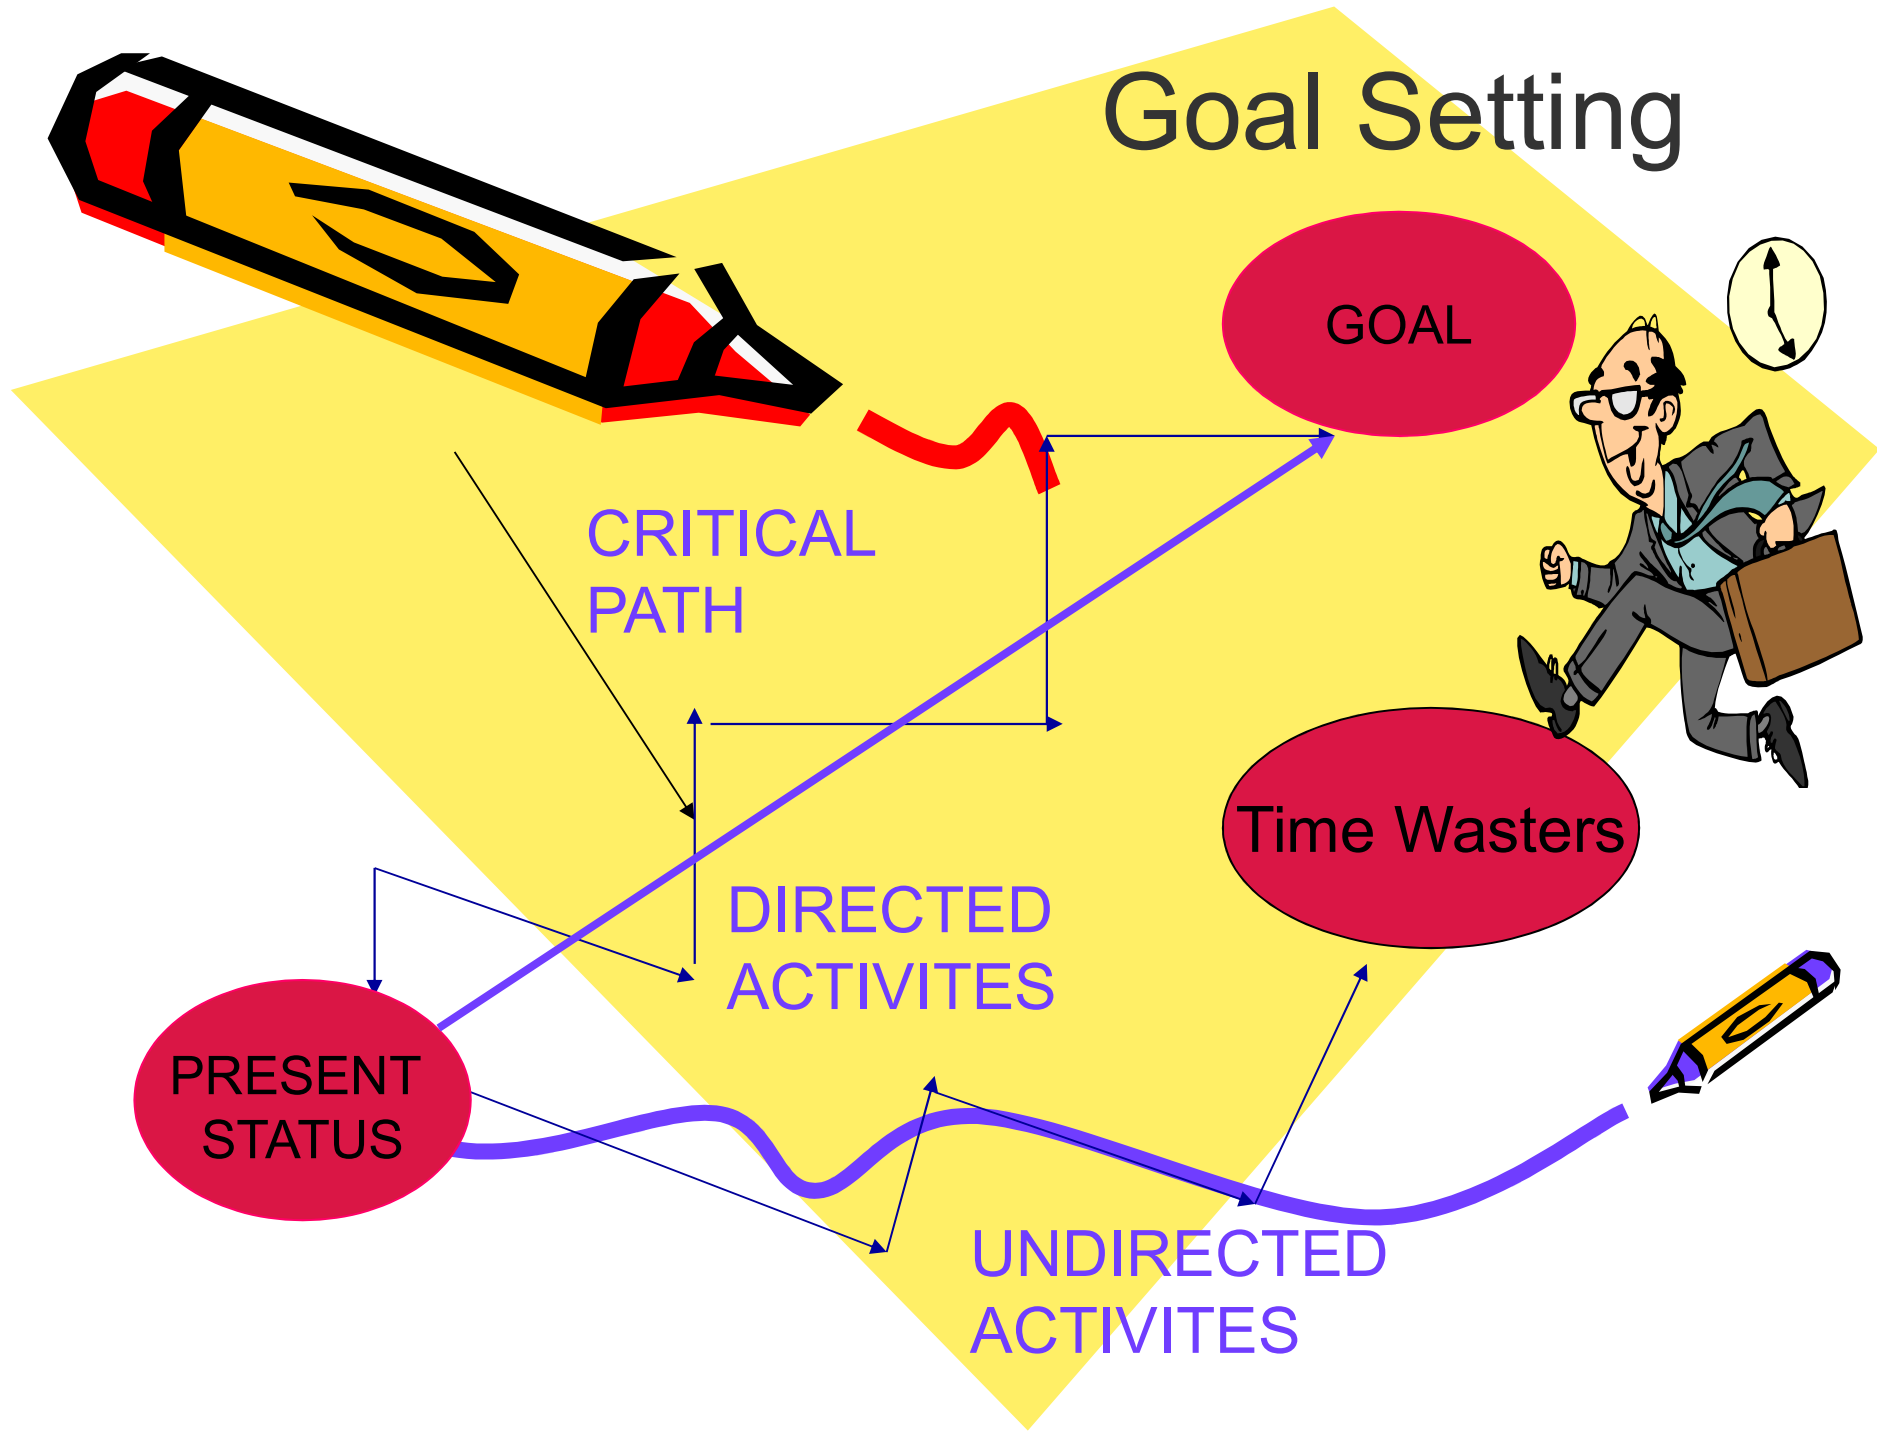 Goal Setting
GOAL
CRITICAL
PATH
Time Wasters
DIRECTED
ACTIVITES
PRESENT
STATUS
UNDIRECTED
ACTIVITES